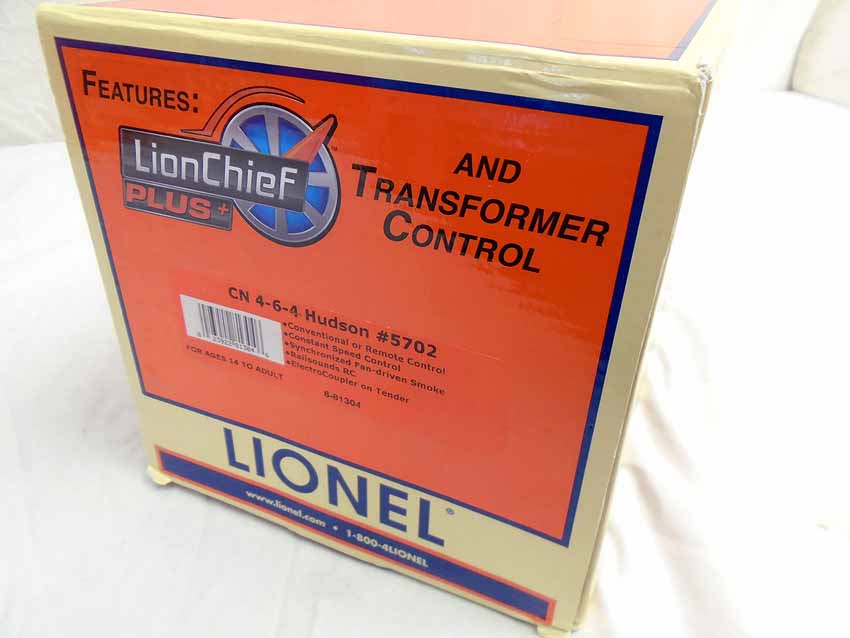 FEATURES:
LIONCHIEF™
PLUS+
AND
TRANSFORMER
CONTROL
CN 4-6-4 Hudson #5702
•Conventional or Remote Control
•Constant Speed Control
•Synchronized Fan-driven Smoke
•Railsounds RC
•ElectroCoupler on Tender
FOR AGES 14 TO ADULT
6-81304
LIONEL®
www.lionel.com • 1-800-4LIONEL